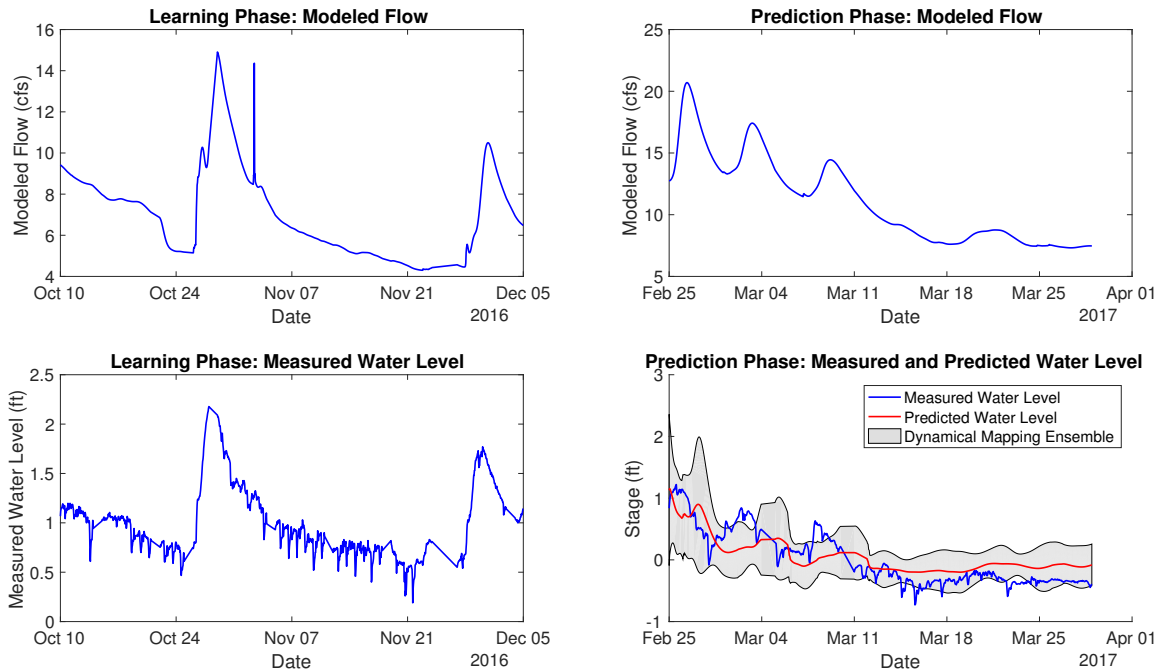 Learning Phase: Modeled Flow
Modeled Flow (cfs)
16
14
12
10
8
6
4
Oct 10
Oct 24
Nov 07
Nov 21
Dec 05
Date
2016
Prediction Phase: Modeled Flow
Modeled Flow (cfs)
25
20
15
10
5
Feb 25
Mar 04
Mar 11
Mar 18
Mar 25
Apr 01
Date
2017
Learning Phase: Measured Water Level
Measured Water Level (ft)
2.5
2
1.5
1
0.5
0
Oct 10
Oct 24
Nov 07
Nov 21
Dec 05
Date
2016
Prediction Phase: Measured and Predicted Water Level
Stage (ft)
3
2
1
0
-1
Measured Water Level
Predicted Water Level
Dynamical Mapping Ensemble
Feb 25
Mar 04
Mar 11
Mar 18
Mar 25
Apr 01
Date
2017